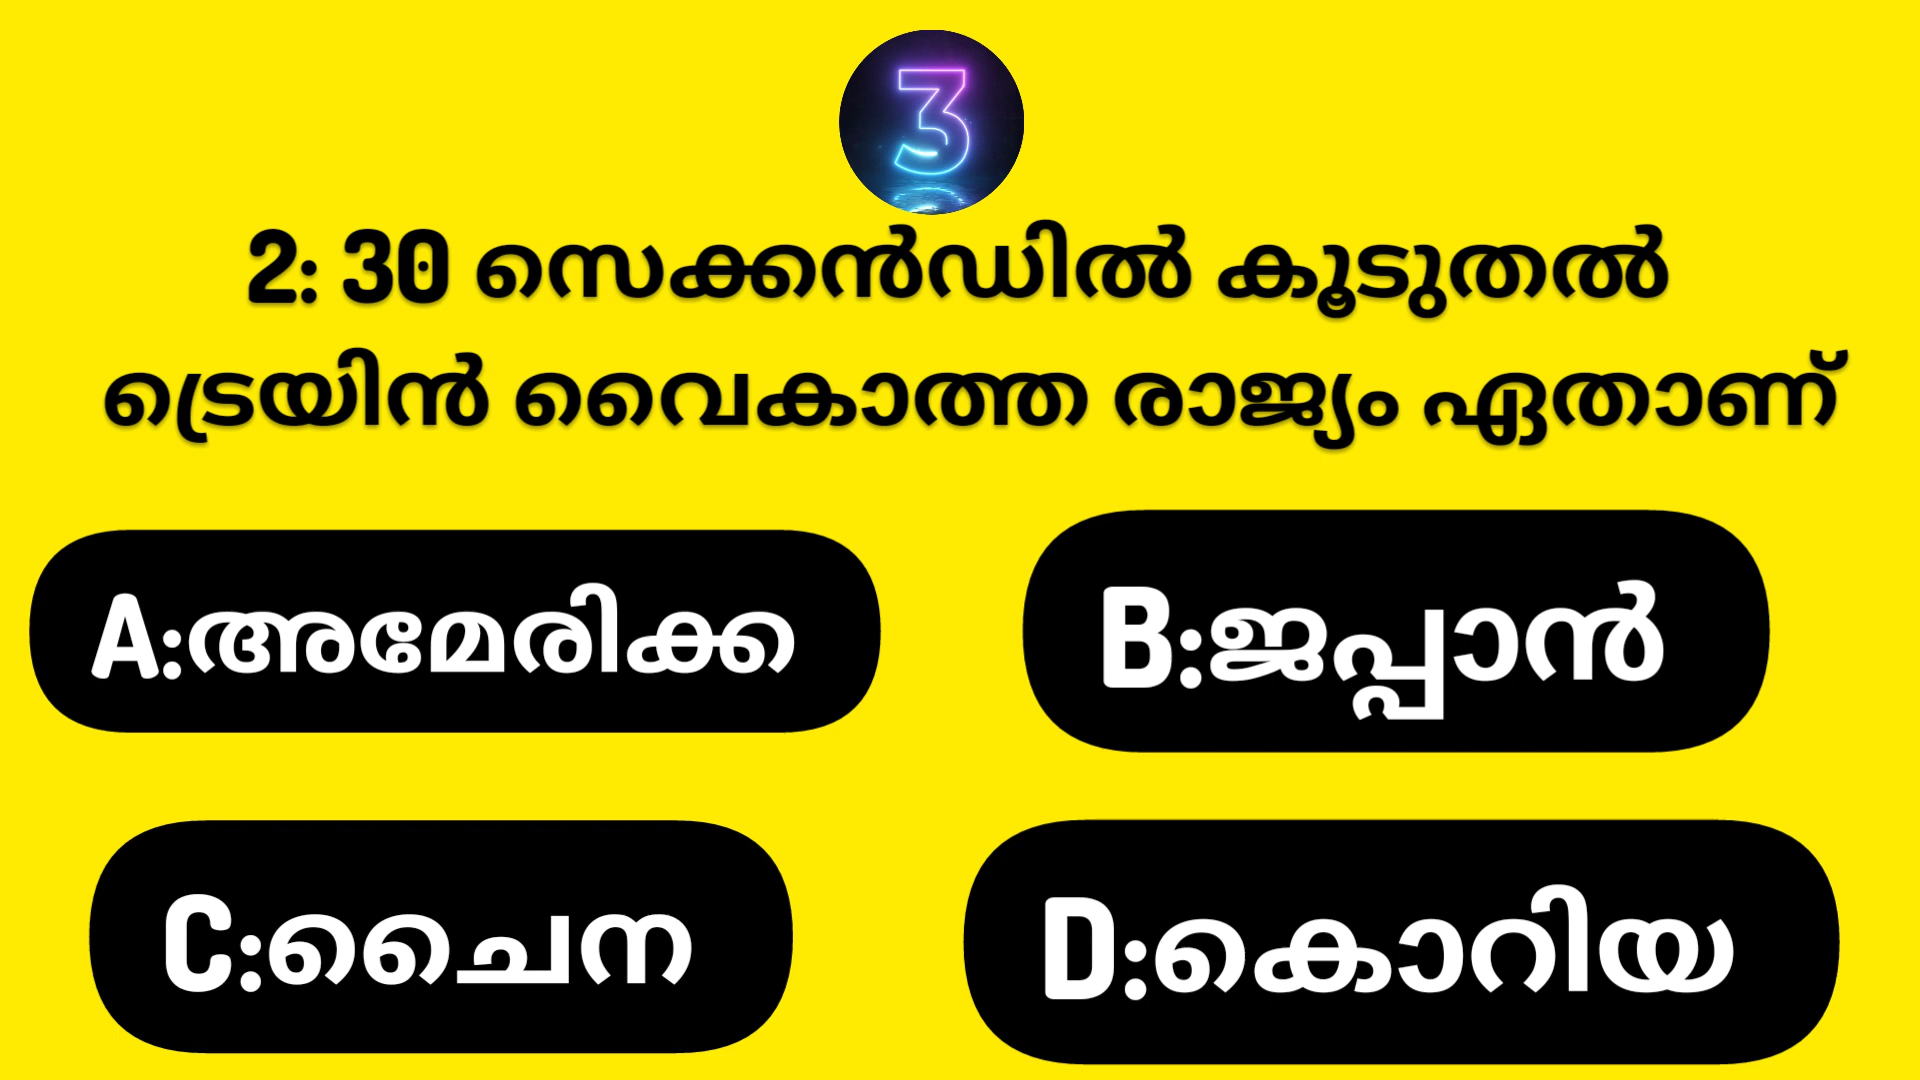 3
2: 30 സെക്കൻഡിൽ കൂടുതൽ
ട്രെയിൻ വൈകാത്ത രാജ്യം ഏതാണ്
A:അമേരിക്ക
B:ജപ്പാൻ
C:ചൈന
D:കൊറിയ